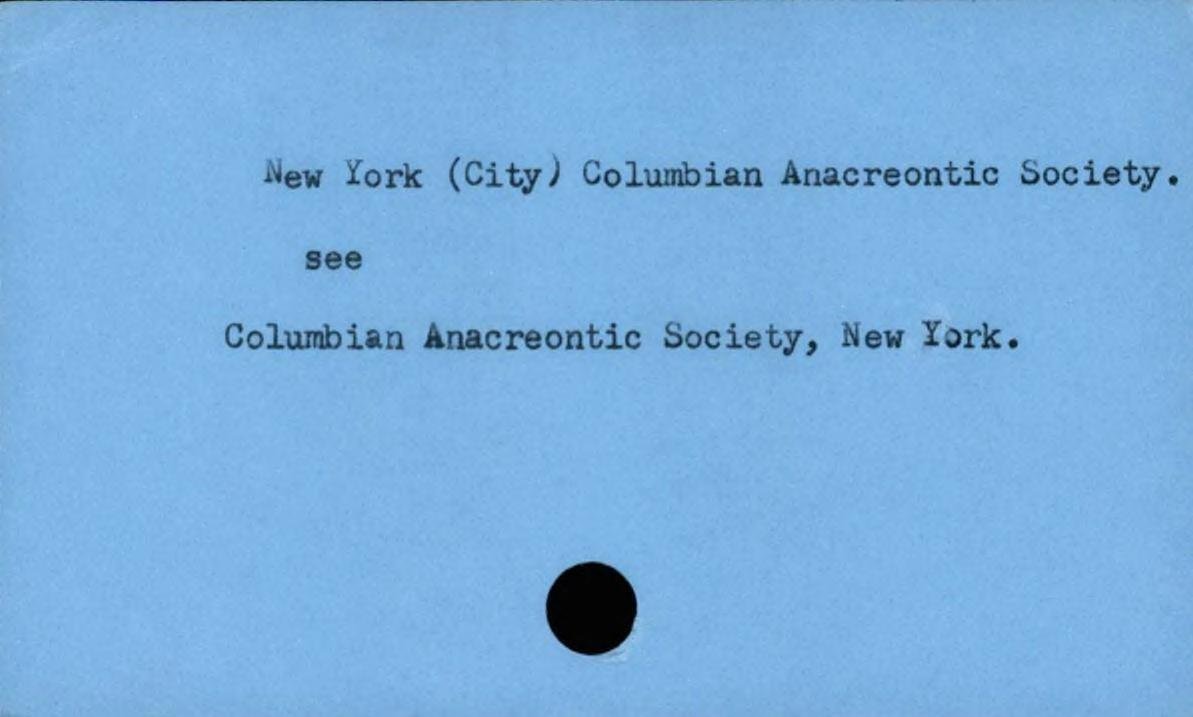 New York (City) Columbian Anacreontic Society.
see
Columbian Anacreontic Society, New York.